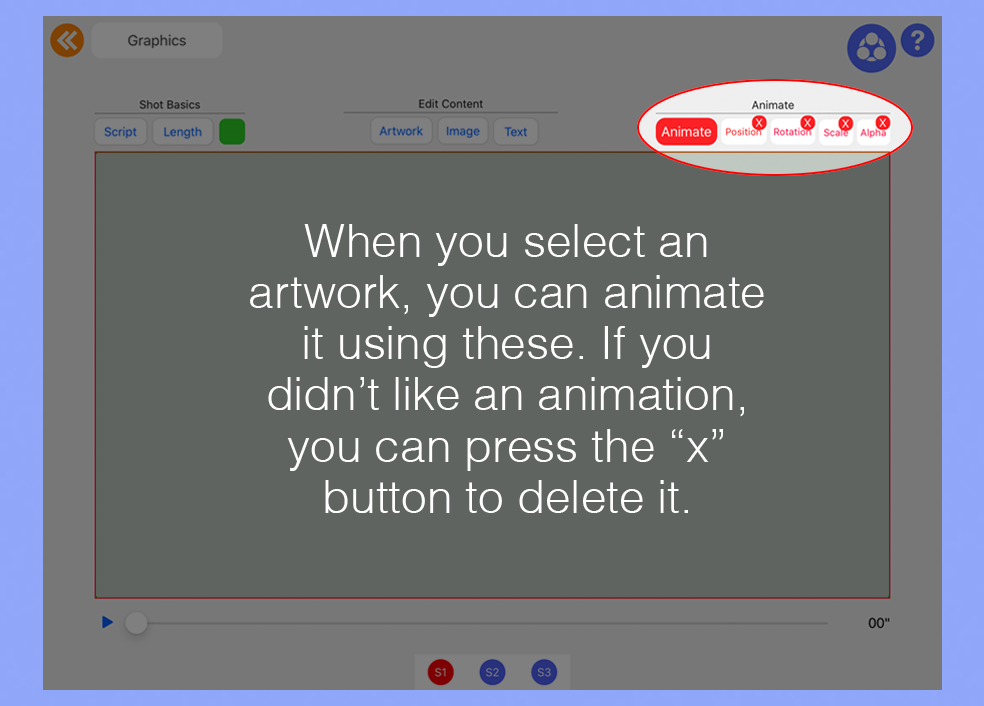 Graphics
?
Shot Basics
Edit Content
Animate
Script Length
Artwork Image Text
Animate Position X Rotation X Scale X Alpha X
When you select an
artwork, you can animate
it using these. If you
didn’t like an animation,
you can press the “x”
button to delete it.
00"
S1 S2 S3